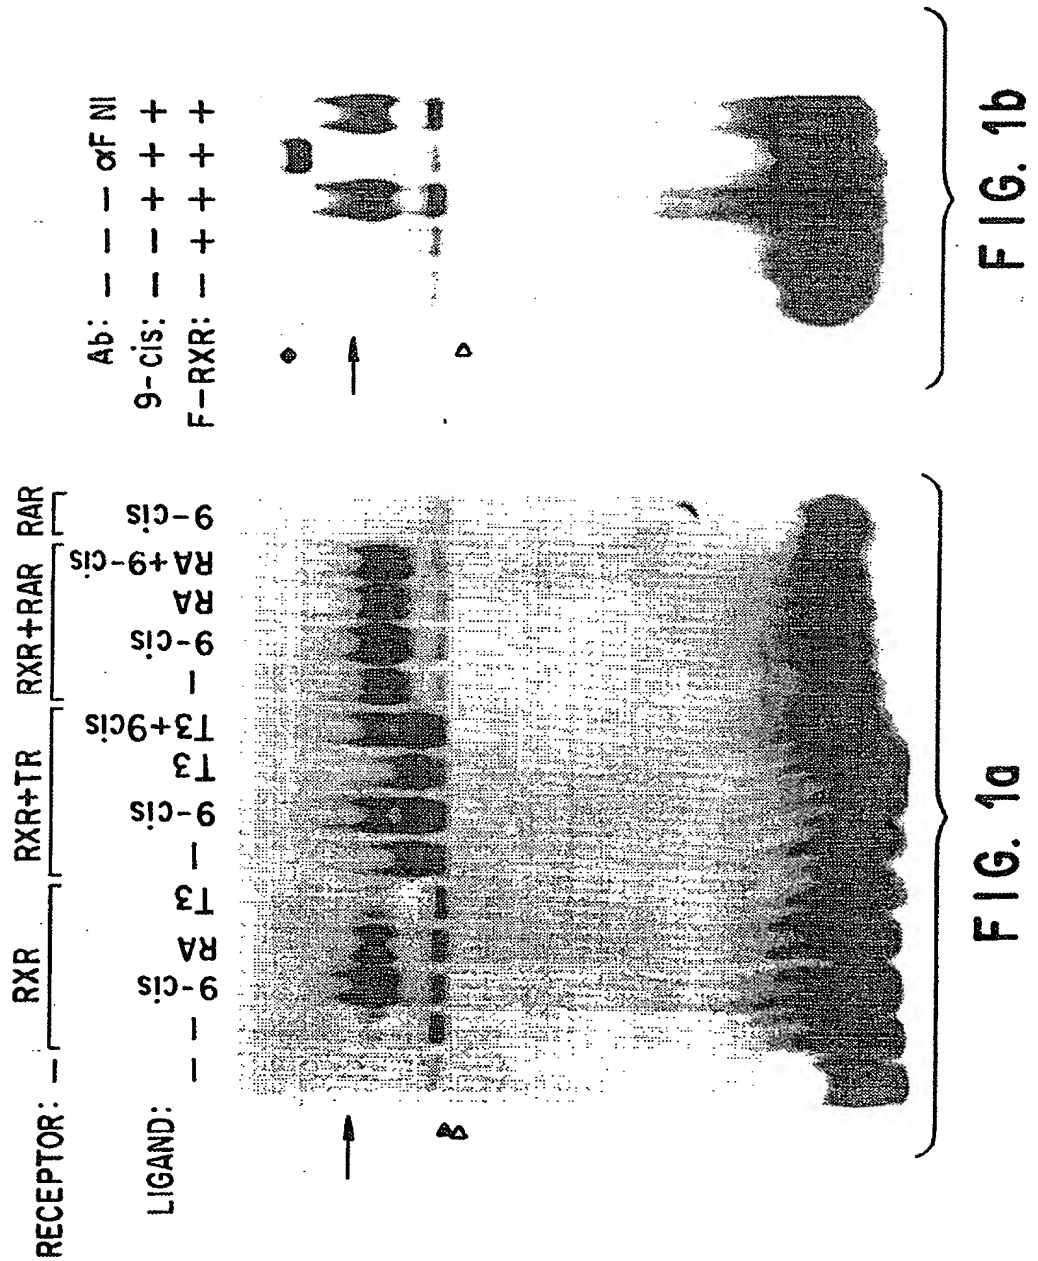 RECEPTOR: – RXR RXR+TR RXR+RAR RAR
LIGAND: – – 9-cis RA T3 – 9-cis T3 T3+9cis – 9-cis RA RA+9-cis 9-cis
FIG. 1a
Ab: – – – αF NI
9-cis: – – + + +
F-RXR: – + + + +
FIG. 1b